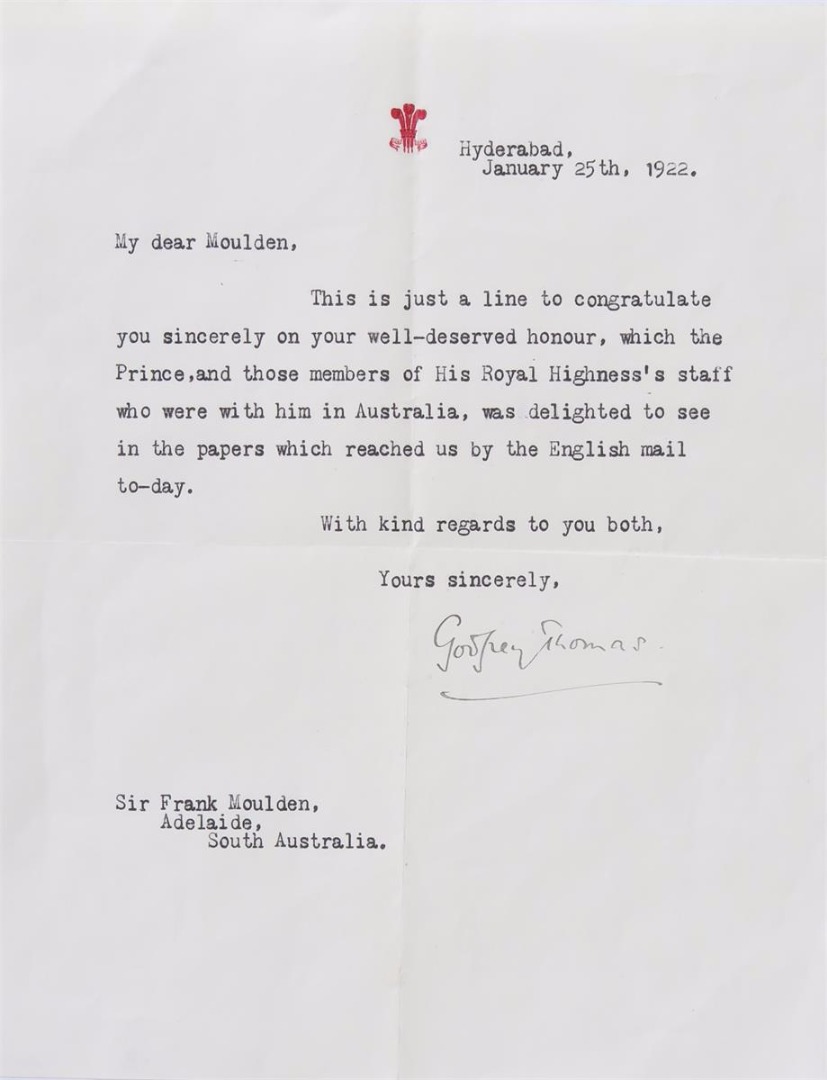 Hyderabad,
January 25th, 1922.
My dear Moulden,
This is just a line to congratulate
you sincerely on your well-deserved honour, which the
Prince,and those members of His Royal Highness's staff
who were with him in Australia, was delighted to see
in the papers which reached us by the English mail
to-day.
With kind regards to you both,
Yours sincerely,
Godfrey Thomas.
Sir Frank Moulden,
Adelaide,
South Australia.